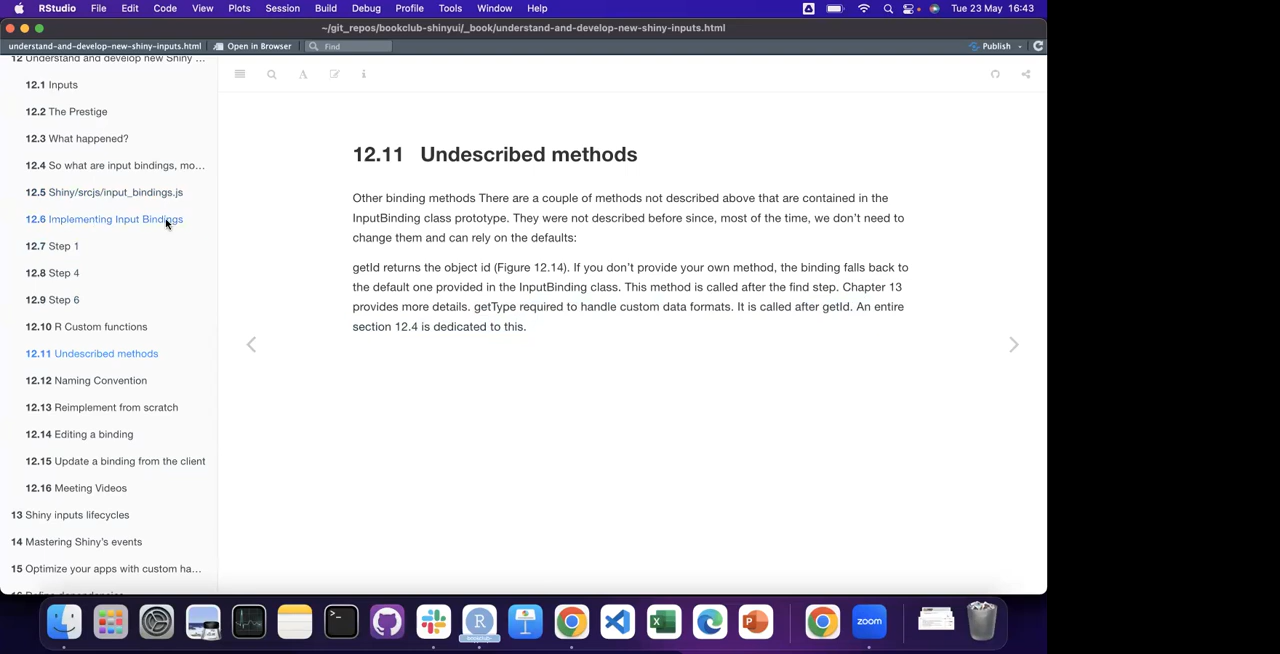 RStudio File Edit Code View Plots Session Build Debug Profile Tools Window Help Tue 23 May 16:43
~/git_repos/bookclub-shinyui/_book/understand-and-develop-new-shiny-inputs.html
understand-and-develop-new-shiny-inputs.html Open in Browser Find Publish
12 Understand and develop new Shiny ...
12.1 Inputs
12.2 The Prestige
12.3 What happened?
12.4 So what are input bindings, mo...
12.5 Shiny/srcjs/input_bindings.js
12.6 Implementing Input Bindings
12.7 Step 1
12.8 Step 4
12.9 Step 6
12.10 R Custom functions
12.11 Undescribed methods
12.12 Naming Convention
12.13 Reimplement from scratch
12.14 Editing a binding
12.15 Update a binding from the client
12.16 Meeting Videos
13 Shiny inputs lifecycles
14 Mastering Shiny's events
15 Optimize your apps with custom ha...
12.11 Undescribed methods
Other binding methods There are a couple of methods not described above that are contained in the
InputBinding class prototype. They were not described before since, most of the time, we don't need to
change them and can rely on the defaults:
getId returns the object id (Figure 12.14). If you don't provide your own method, the binding falls back to
the default one provided in the InputBinding class. This method is called after the find step. Chapter 13
provides more details. getType required to handle custom data formats. It is called after getId. An entire
section 12.4 is dedicated to this.
zoom